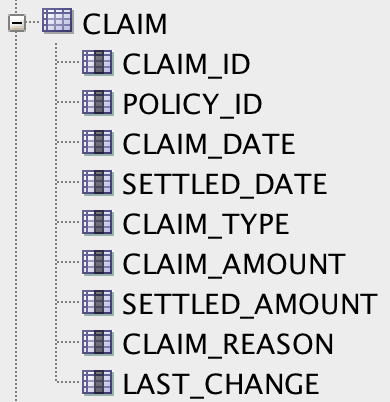 CLAIM
CLAIM_ID
POLICY_ID
CLAIM_DATE
SETTLED_DATE
CLAIM_TYPE
CLAIM_AMOUNT
SETTLED_AMOUNT
CLAIM_REASON
LAST_CHANGE